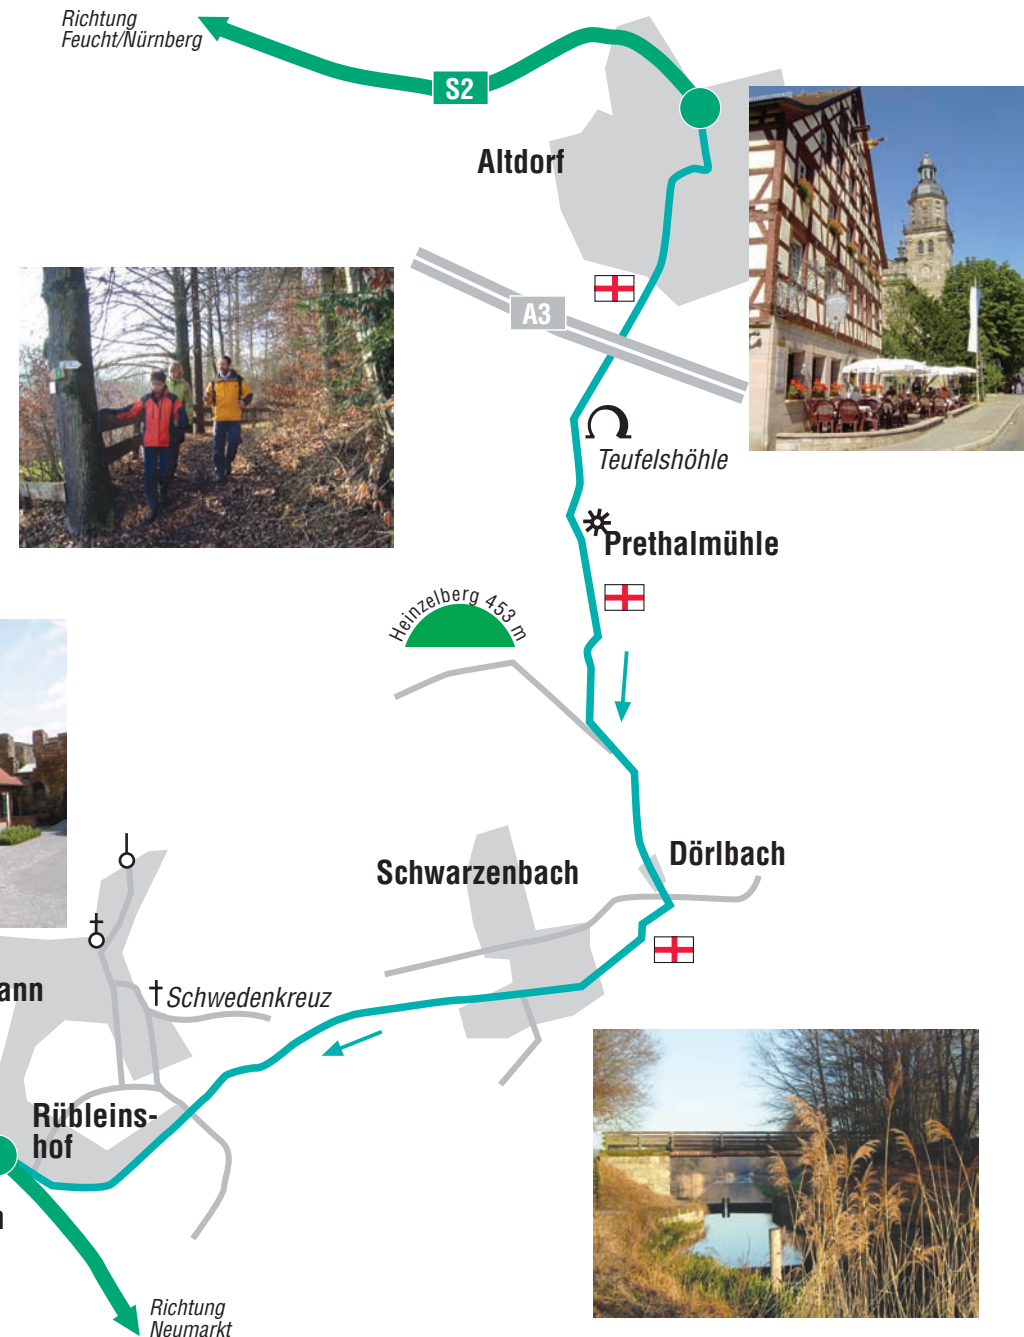 Richtung
Feucht/Nürnberg
S2
Altdorf
A3
Teufelshöhle
Prethalmühle
Heinzelberg 453 m
Dörlbach
Schwarzenbach
ann
Schwedenkreuz
Rübleins-
hof
n
Richtung
Neumarkt